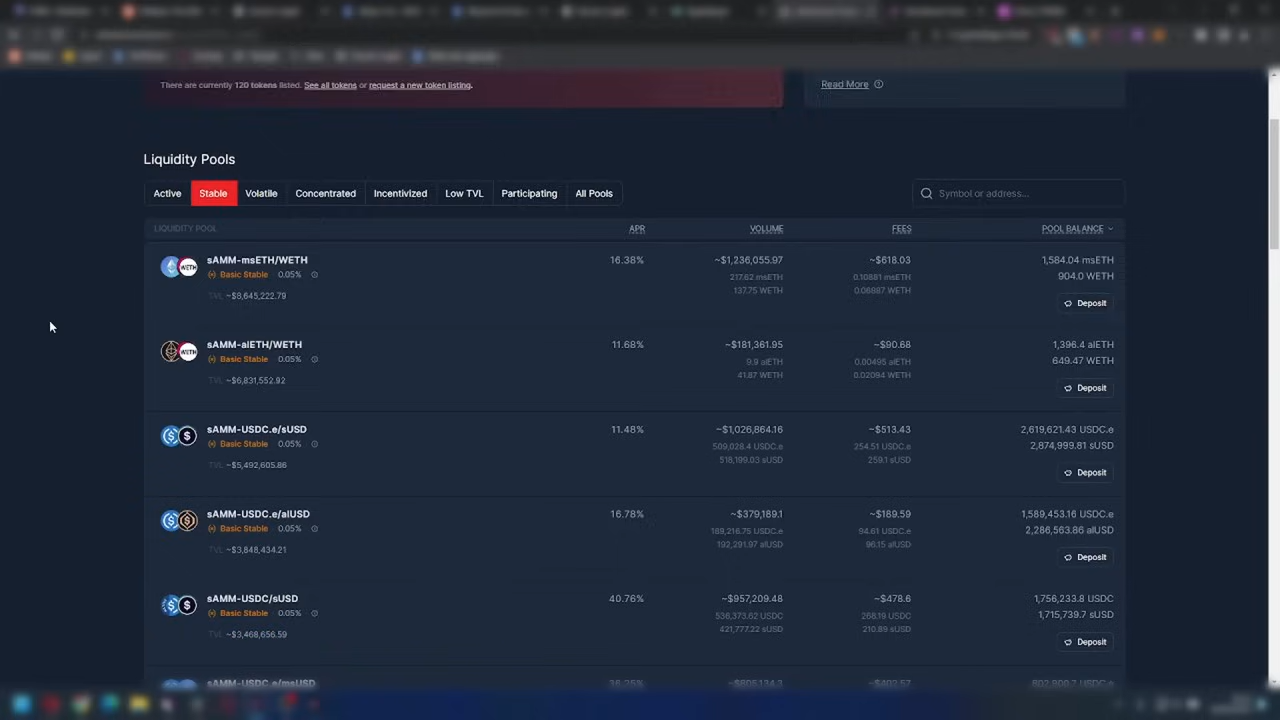 There are currently 120 tokens listed. See all tokens or request a new token listing.
Read More
Liquidity Pools
Active Stable Volatile Concentrated Incentivized Low TVL Participating All Pools
Symbol or address...
LIQUIDITY POOL APR VOLUME FEES POOL BALANCE
sAMM-msETH/WETH 16.38% ~$1,236,055.97 ~$618.03 1,584.04 msETH
Basic Stable 0.05% 217.62 msETH 0.10881 msETH 904.0 WETH
137.75 WETH 0.06887 WETH
TVL ~$8,645,222.79 Deposit
sAMM-alETH/WETH 11.68% ~$181,361.95 ~$90.68 1,396.4 alETH
Basic Stable 0.05% 9.9 alETH 0.00495 alETH 649.47 WETH
41.87 WETH 0.02094 WETH
TVL ~$6,831,552.92 Deposit
sAMM-USDC.e/sUSD 11.48% ~$1,026,864.16 ~$513.43 2,619,621.43 USDC.e
Basic Stable 0.05% 509,028.4 USDC.e 254.51 USDC.e 2,874,999.81 sUSD
518,199.03 sUSD 259.1 sUSD
TVL ~$5,492,605.86 Deposit
sAMM-USDC.e/alUSD 16.78% ~$379,189.1 ~$189.59 1,589,453.16 USDC.e
Basic Stable 0.05% 189,216.75 USDC.e 94.61 USDC.e 2,286,563.86 alUSD
192,291.97 alUSD 96.15 alUSD
TVL ~$3,848,434.21 Deposit
sAMM-USDC/sUSD 40.76% ~$957,209.48 ~$478.6 1,756,233.8 USDC
Basic Stable 0.05% 536,373.62 USDC 268.19 USDC 1,715,739.7 sUSD
421,777.22 sUSD 210.89 sUSD
TVL ~$3,468,656.59 Deposit
sAMM-USDC.e/msUSD